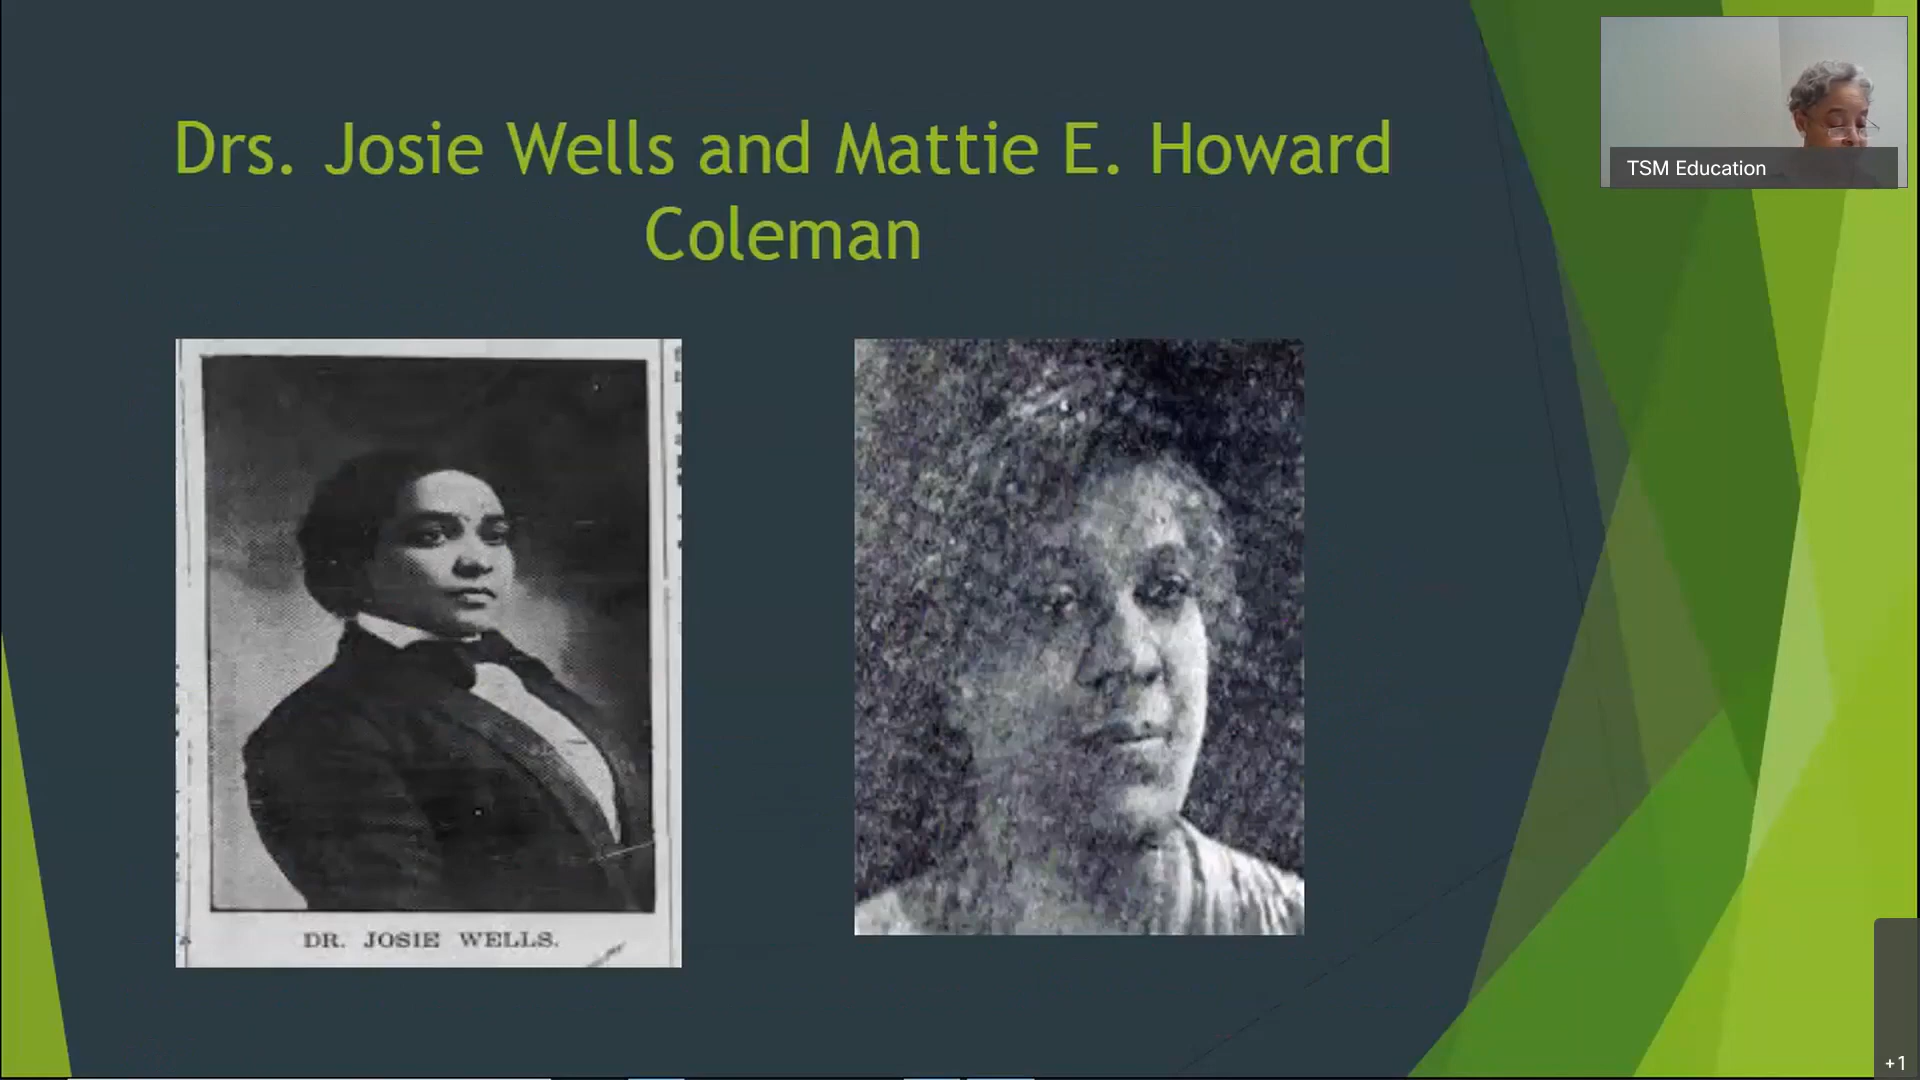 Drs. Josie Wells and Mattie E. Howard
Coleman
TSM Education
DR. JOSIE WELLS.
+1